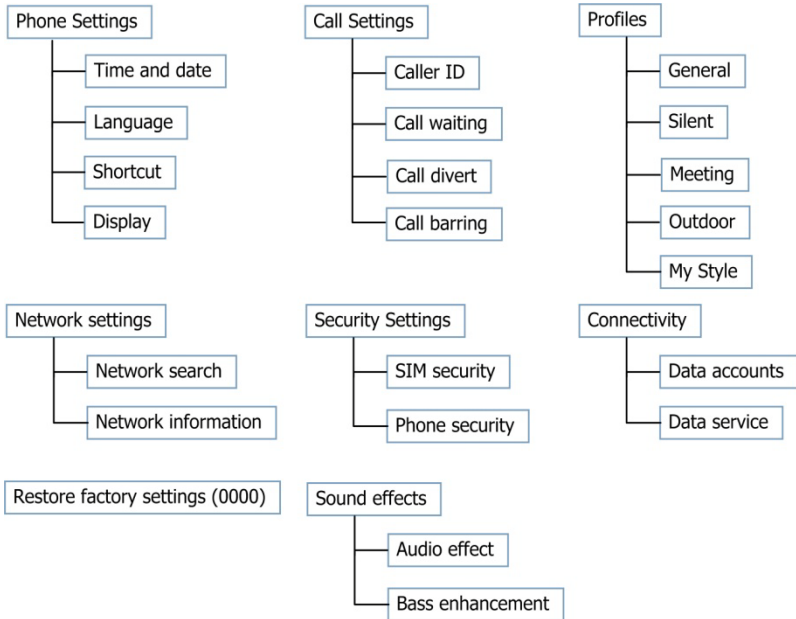 Phone Settings
Time and date
Language
Shortcut
Display
Call Settings
Caller ID
Call waiting
Call divert
Call barring
Profiles
General
Silent
Meeting
Outdoor
My Style
Network settings
Network search
Network information
Security Settings
SIM security
Phone security
Connectivity
Data accounts
Data service
Restore factory settings (0000)
Sound effects
Audio effect
Bass enhancement